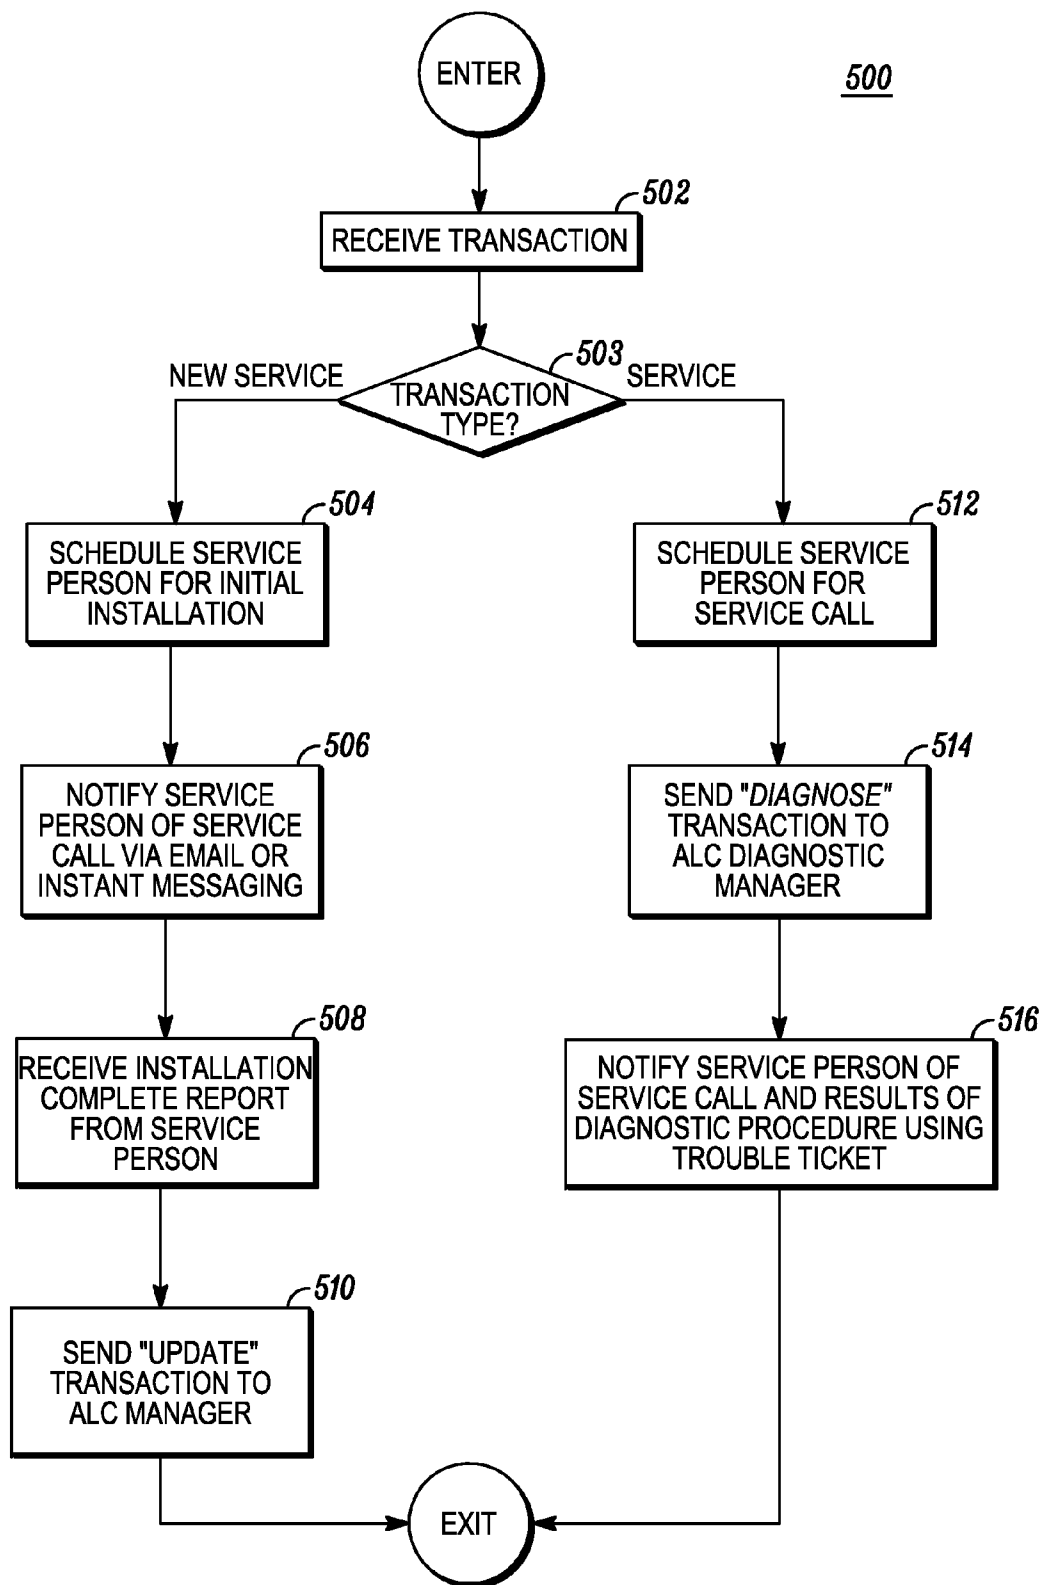 ENTER
500
502
RECEIVE TRANSACTION
503
NEW SERVICE
TRANSACTION
TYPE?
SERVICE
504
SCHEDULE SERVICE
PERSON FOR INITIAL
INSTALLATION
512
SCHEDULE SERVICE
PERSON FOR
SERVICE CALL
506
NOTIFY SERVICE
PERSON OF SERVICE
CALL VIA EMAIL OR
INSTANT MESSAGING
514
SEND "DIAGNOSE"
TRANSACTION TO
ALC DIAGNOSTIC
MANAGER
508
RECEIVE INSTALLATION
COMPLETE REPORT
FROM SERVICE
PERSON
516
NOTIFY SERVICE PERSON OF
SERVICE CALL AND RESULTS OF
DIAGNOSTIC PROCEDURE USING
TROUBLE TICKET
510
SEND "UPDATE"
TRANSACTION TO
ALC MANAGER
EXIT